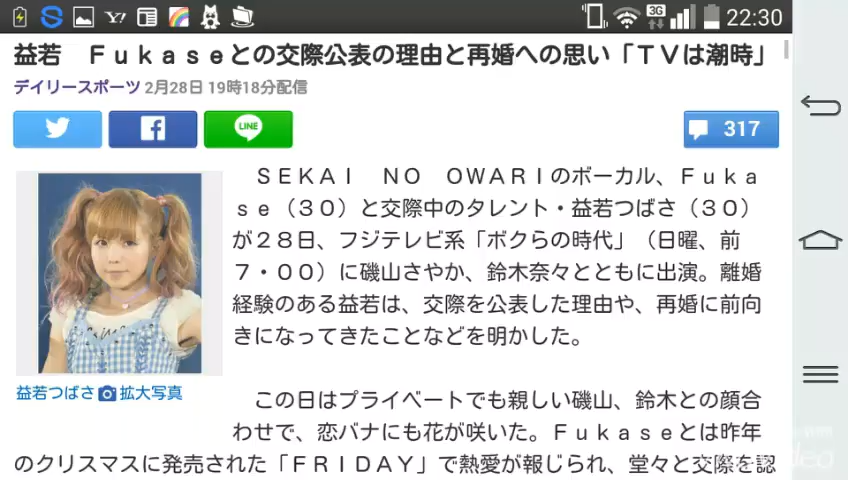 Y!
LINE
3G
22:30
益若　Ｆｕｋａｓｅとの交際公表の理由と再婚への思い「ＴＶは潮時」
デイリースポーツ 2月28日 19時18分配信
LINE
317
ＳＥＫＡＩ　ＮＯ　ＯＷＡＲＩのボーカル、Ｆｕｋａ
ｓｅ（３０）と交際中のタレント・益若つばさ（３０）
が２８日、フジテレビ系「ボクらの時代」（日曜、前
７・００）に磯山さやか、鈴木奈々とともに出演。離婚
経験のある益若は、交際を公表した理由や、再婚に前向
きになってきたことなどを明かした。
益若つばさ 拡大写真
この日はプライベートでも親しい磯山、鈴木との顔合
わせで、恋バナにも花が咲いた。Ｆｕｋａｓｅとは昨年
のクリスマスに発売された「ＦＲＩＤＡＹ」で熱愛が報じられ、堂々と交際を認